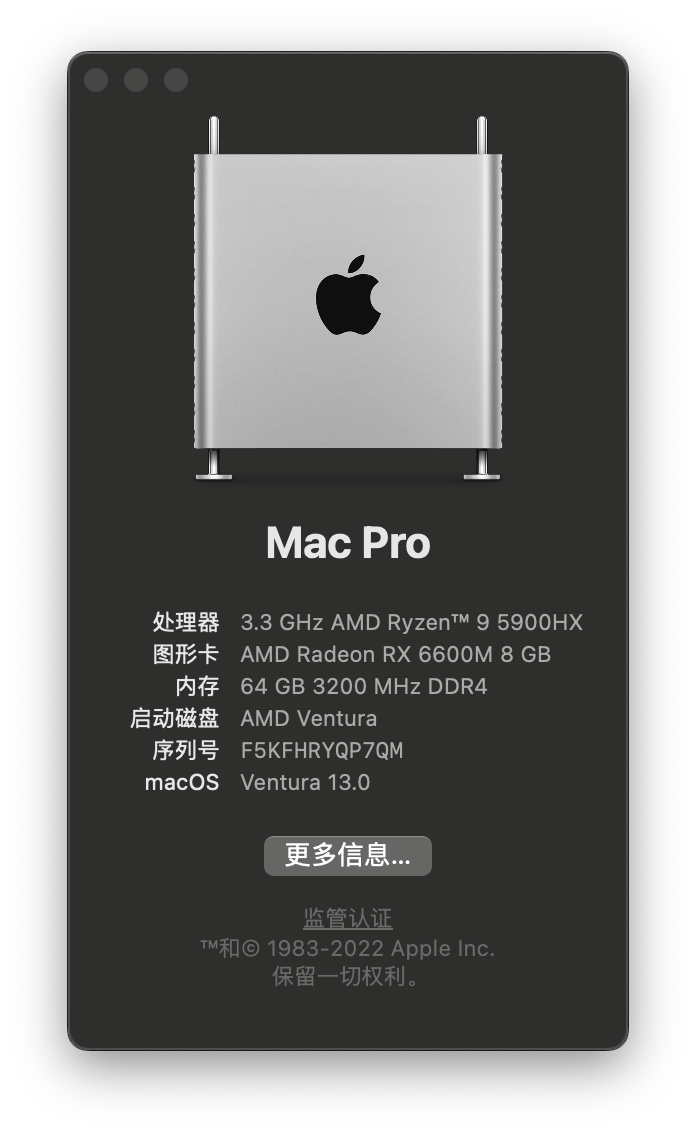 Mac Pro
处理器 3.3 GHz AMD Ryzen™ 9 5900HX
图形卡 AMD Radeon RX 6600M 8 GB
内存 64 GB 3200 MHz DDR4
启动磁盘 AMD Ventura
序列号 F5KFHRYQP7QM
macOS Ventura 13.0
更多信息...
监管认证
™和© 1983-2022 Apple Inc.
保留一切权利。